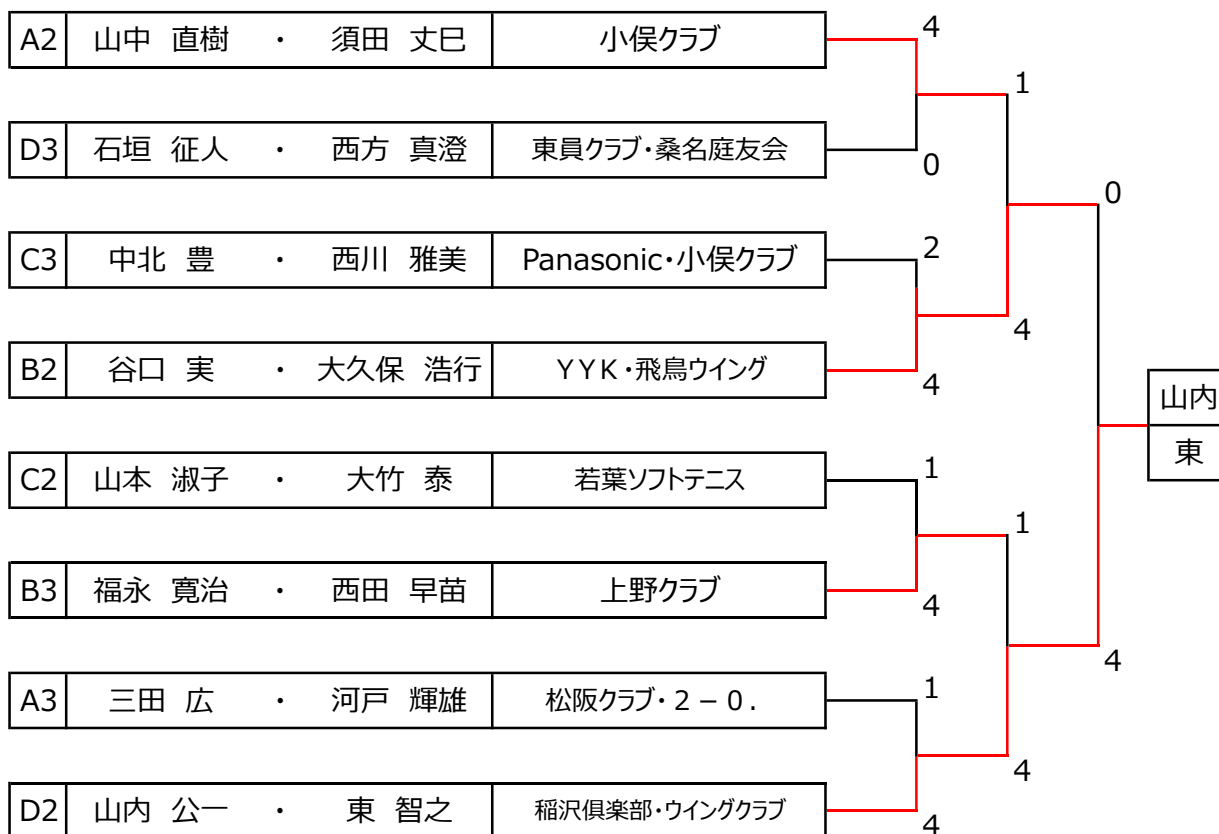 A2 山中 直樹 ・ 須田 丈巳 小俣クラブ 4
1
D3 石垣 征人 ・ 西方 真澄 東員クラブ・桑名庭友会 0
0
C3 中北 豊 ・ 西川 雅美 Panasonic・小俣クラブ 2
4
B2 谷口 実 ・ 大久保 浩行 YYK・飛鳥ウイング 4
山内
東
C2 山本 淑子 ・ 大竹 泰 若葉ソフトテニス 1
1
B3 福永 寛治 ・ 西田 早苗 上野クラブ 4
4
A3 三田 広 ・ 河戸 輝雄 松阪クラブ・2-0. 1
4
D2 山内 公一 ・ 東 智之 稲沢倶楽部・ウイングクラブ 4